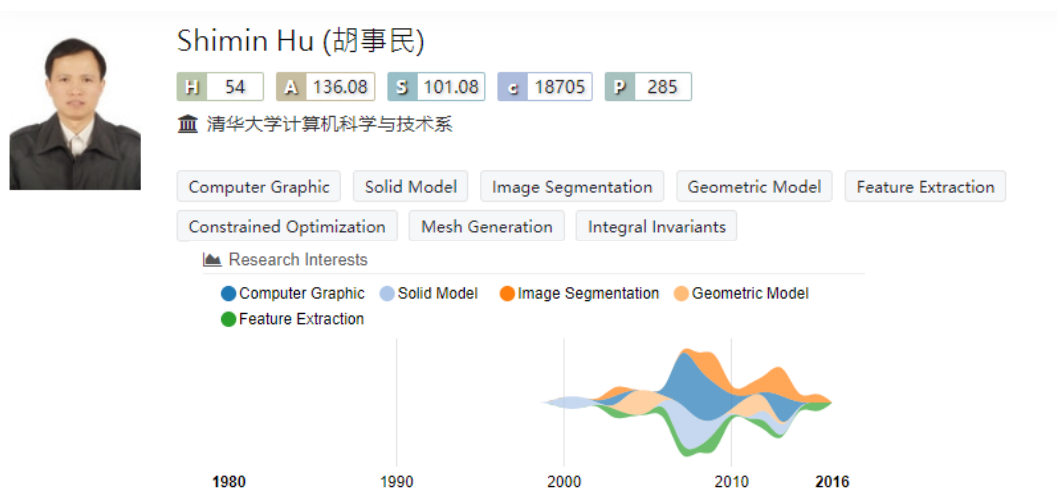 Shimin Hu (胡事民)
H 54 A 136.08 S 101.08 c 18705 P 285
清华大学计算机科学与技术系
Computer Graphic Solid Model Image Segmentation Geometric Model Feature Extraction
Constrained Optimization Mesh Generation Integral Invariants
Research Interests
Computer Graphic Solid Model Image Segmentation Geometric Model
Feature Extraction
1980 1990 2000 2010 2016